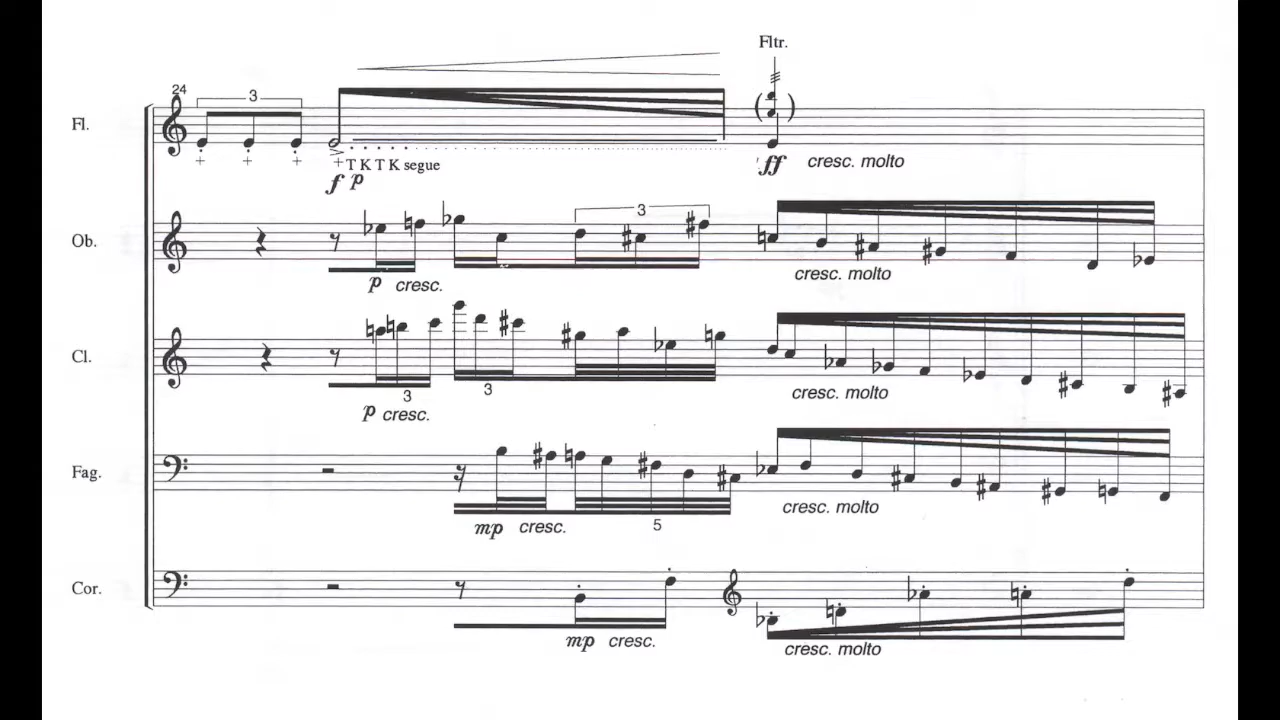 Fltr.
24
3
Fl.
+ + + + T K T K segue
f p
ff cresc. molto
3
Ob.
p cresc.
cresc. molto
Cl.
3
3
p cresc.
cresc. molto
Fag.
mp cresc.
5
cresc. molto
Cor.
mp cresc.
cresc. molto